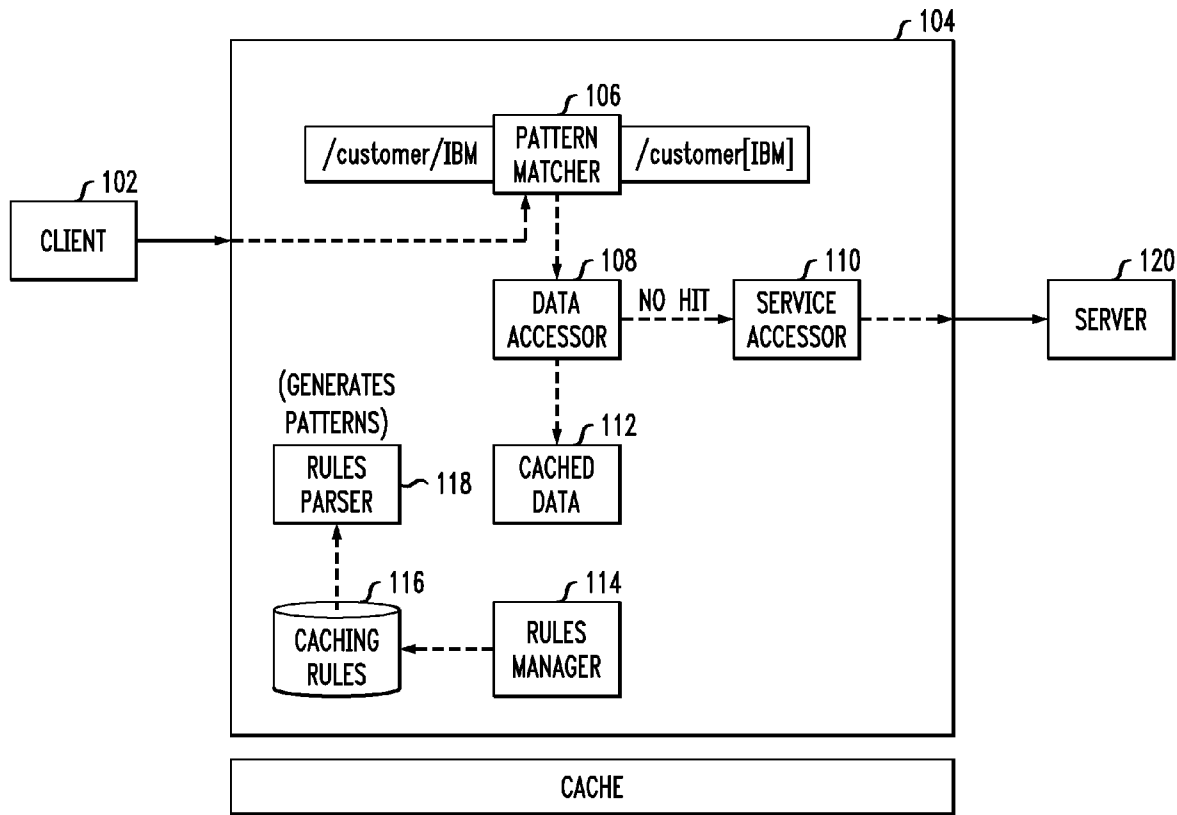 104
106
/customer/IBM
PATTERN
MATCHER
/customer[IBM]
102
CLIENT
108
DATA
ACCESSOR
NO HIT
110
SERVICE
ACCESSOR
120
SERVER
(GENERATES
PATTERNS)
RULES
PARSER
118
112
CACHED
DATA
116
CACHING
RULES
114
RULES
MANAGER
CACHE